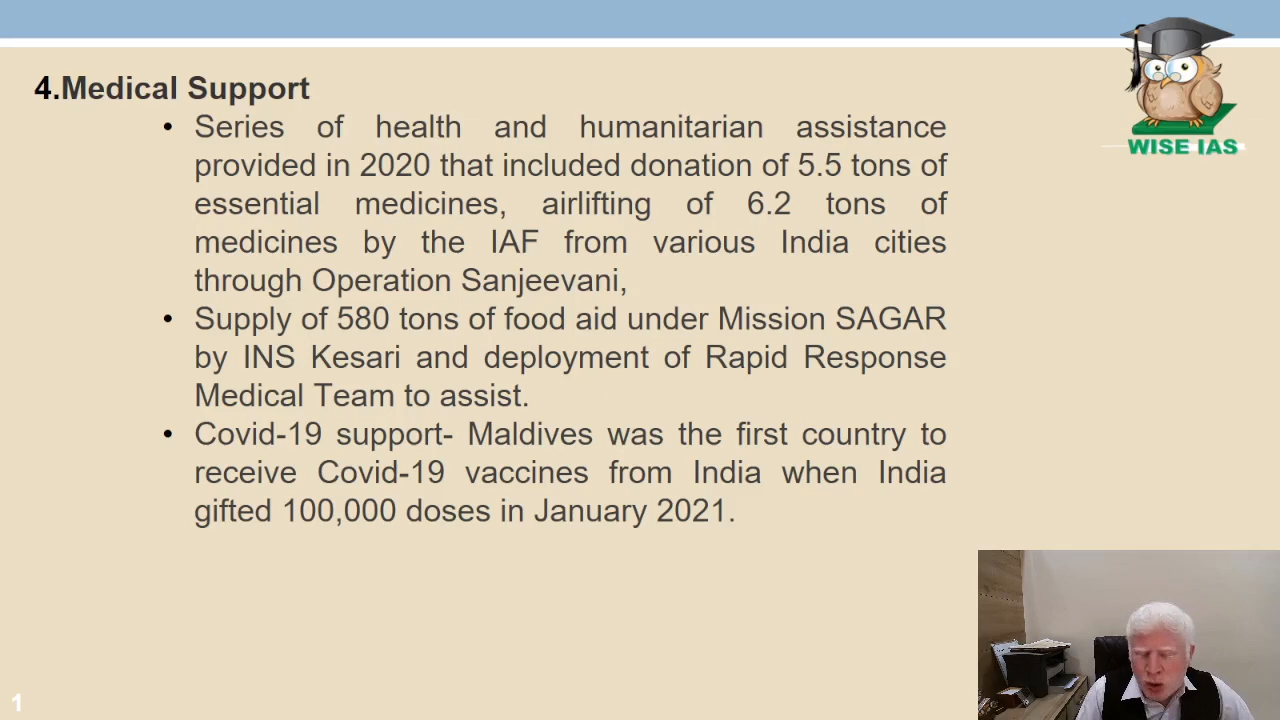 4.Medical Support
• Series of health and humanitarian assistance
provided in 2020 that included donation of 5.5 tons of
essential medicines, airlifting of 6.2 tons of
medicines by the IAF from various India cities
through Operation Sanjeevani,
• Supply of 580 tons of food aid under Mission SAGAR
by INS Kesari and deployment of Rapid Response
Medical Team to assist.
• Covid-19 support- Maldives was the first country to
receive Covid-19 vaccines from India when India
gifted 100,000 doses in January 2021.
WISE IAS
1